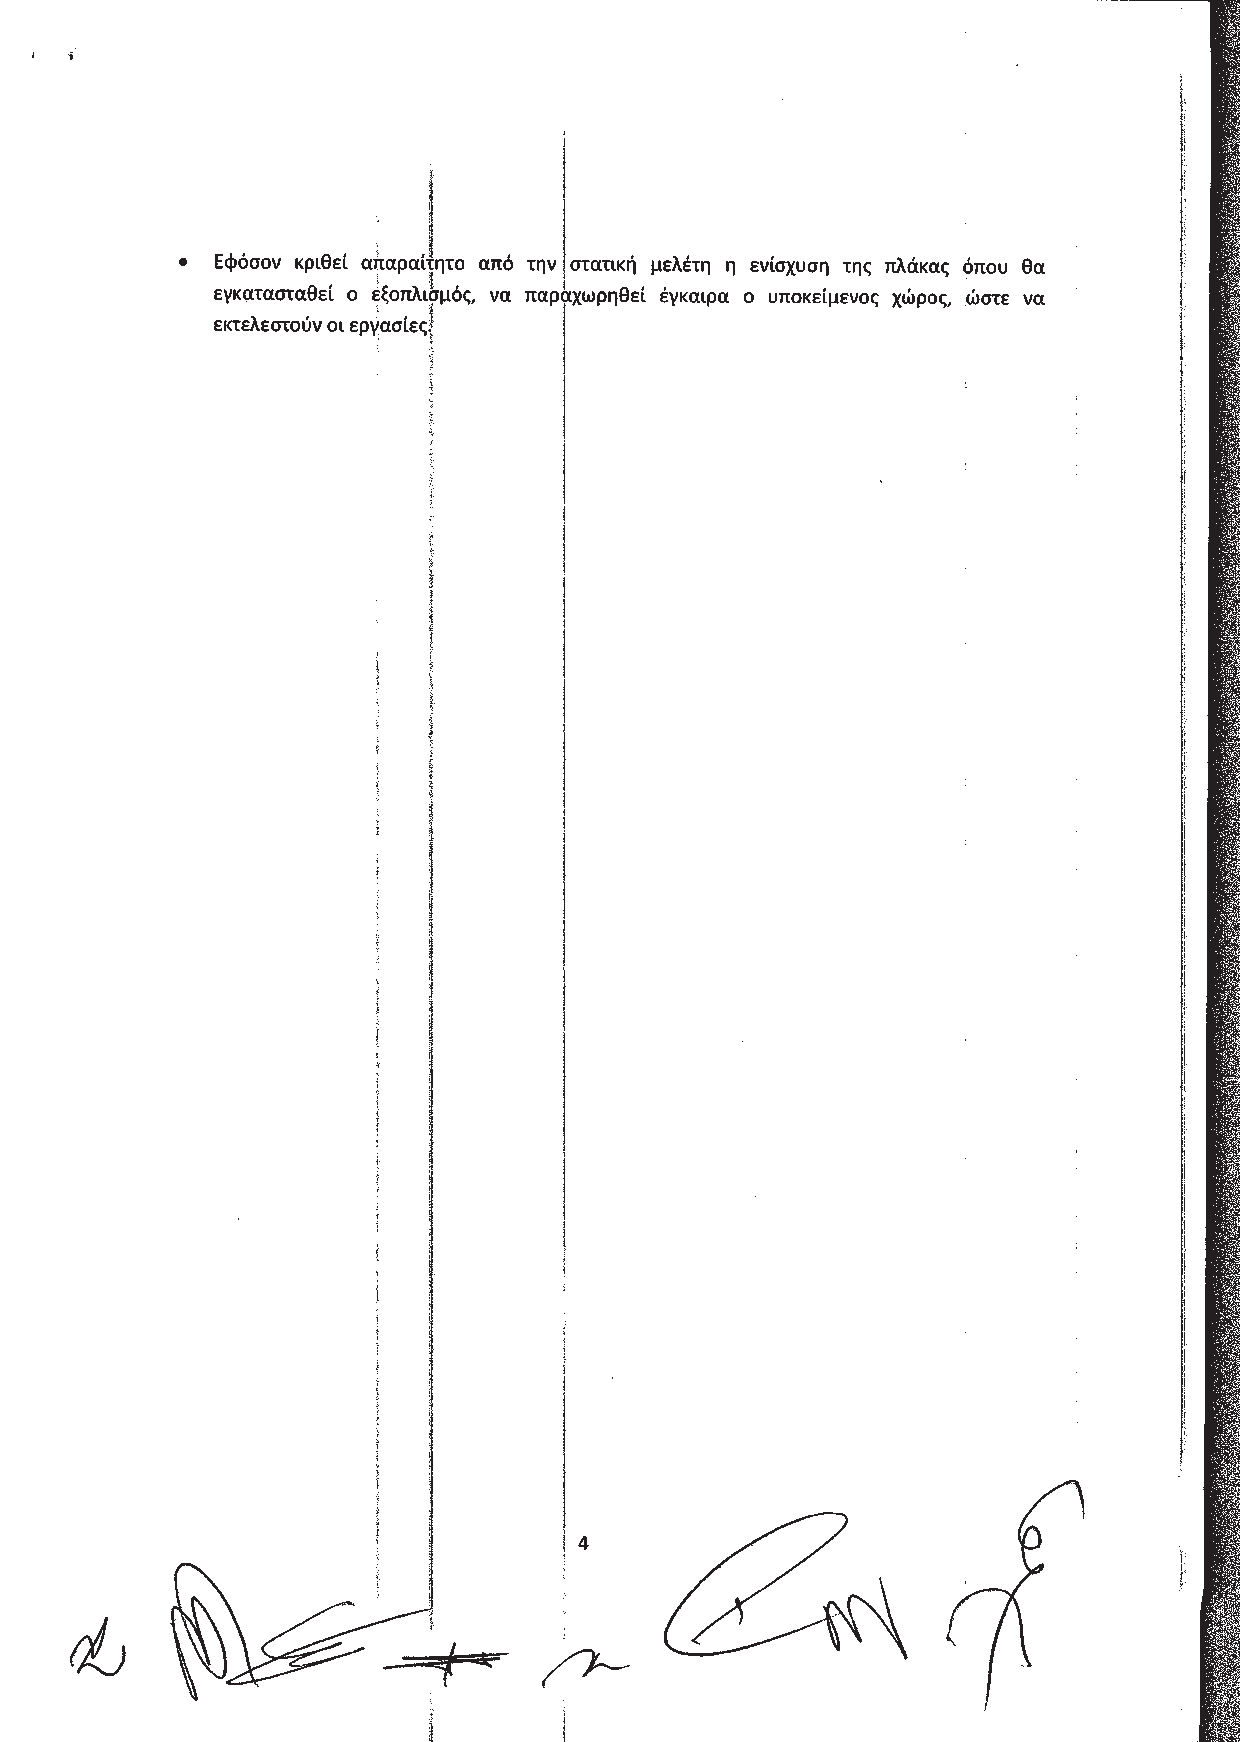 • Εφόσον κριθεί απαραίτητο από την στατική μελέτη η ενίσχυση της πλάκας όπου θα
εγκατασταθεί ο εξοπλισμός, να παραχωρηθεί έγκαιρα ο υποκείμενος χώρος, ώστε να
εκτελεστούν οι εργασίες.
4